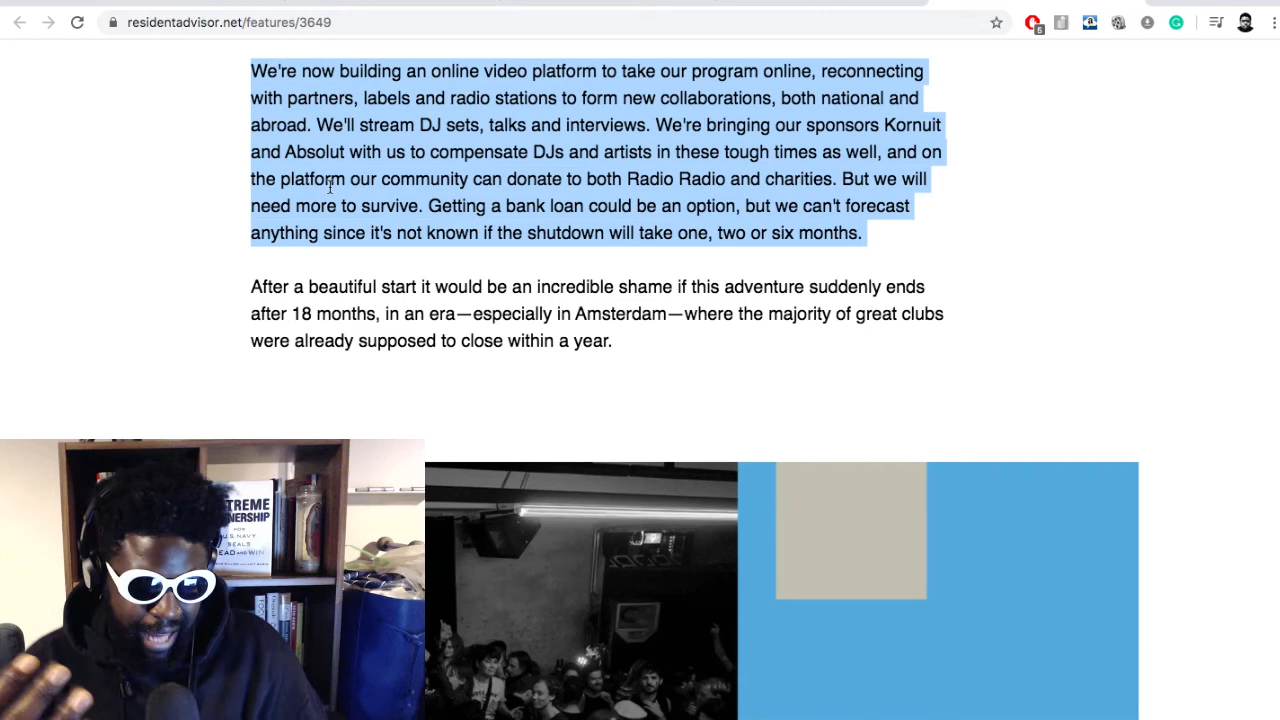 residentadvisor.net/features/3649
5
We're now building an online video platform to take our program online, reconnecting
with partners, labels and radio stations to form new collaborations, both national and
abroad. We'll stream DJ sets, talks and interviews. We're bringing our sponsors Kornuit
and Absolut with us to compensate DJs and artists in these tough times as well, and on
the platform our community can donate to both Radio Radio and charities. But we will
need more to survive. Getting a bank loan could be an option, but we can't forecast
anything since it's not known if the shutdown will take one, two or six months.
After a beautiful start it would be an incredible shame if this adventure suddenly ends
after 18 months, in an era—especially in Amsterdam—where the majority of great clubs
were already supposed to close within a year.
TREME
NERSHIP
HOW
U.S. NAVY
SEALS
EAD AND WIN